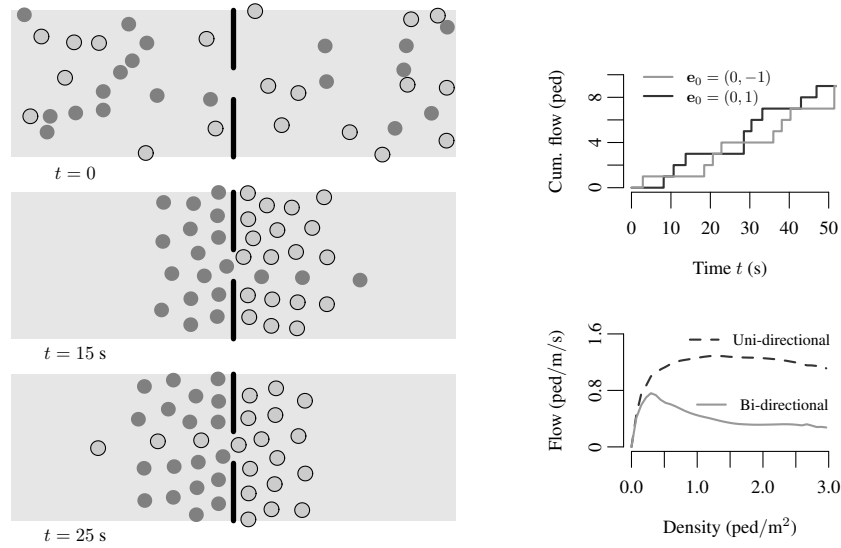 t = 0
t = 15 s
t = 25 s
Cum. flow (ped)
0 4 8
e₀ = (0, −1)
e₀ = (0, 1)
0 10 20 30 40 50
Time t (s)
Flow (ped/m/s)
0 0.8 1.6
Uni-directional
Bi-directional
0.0 1.0 2.0 3.0
Density (ped/m²)